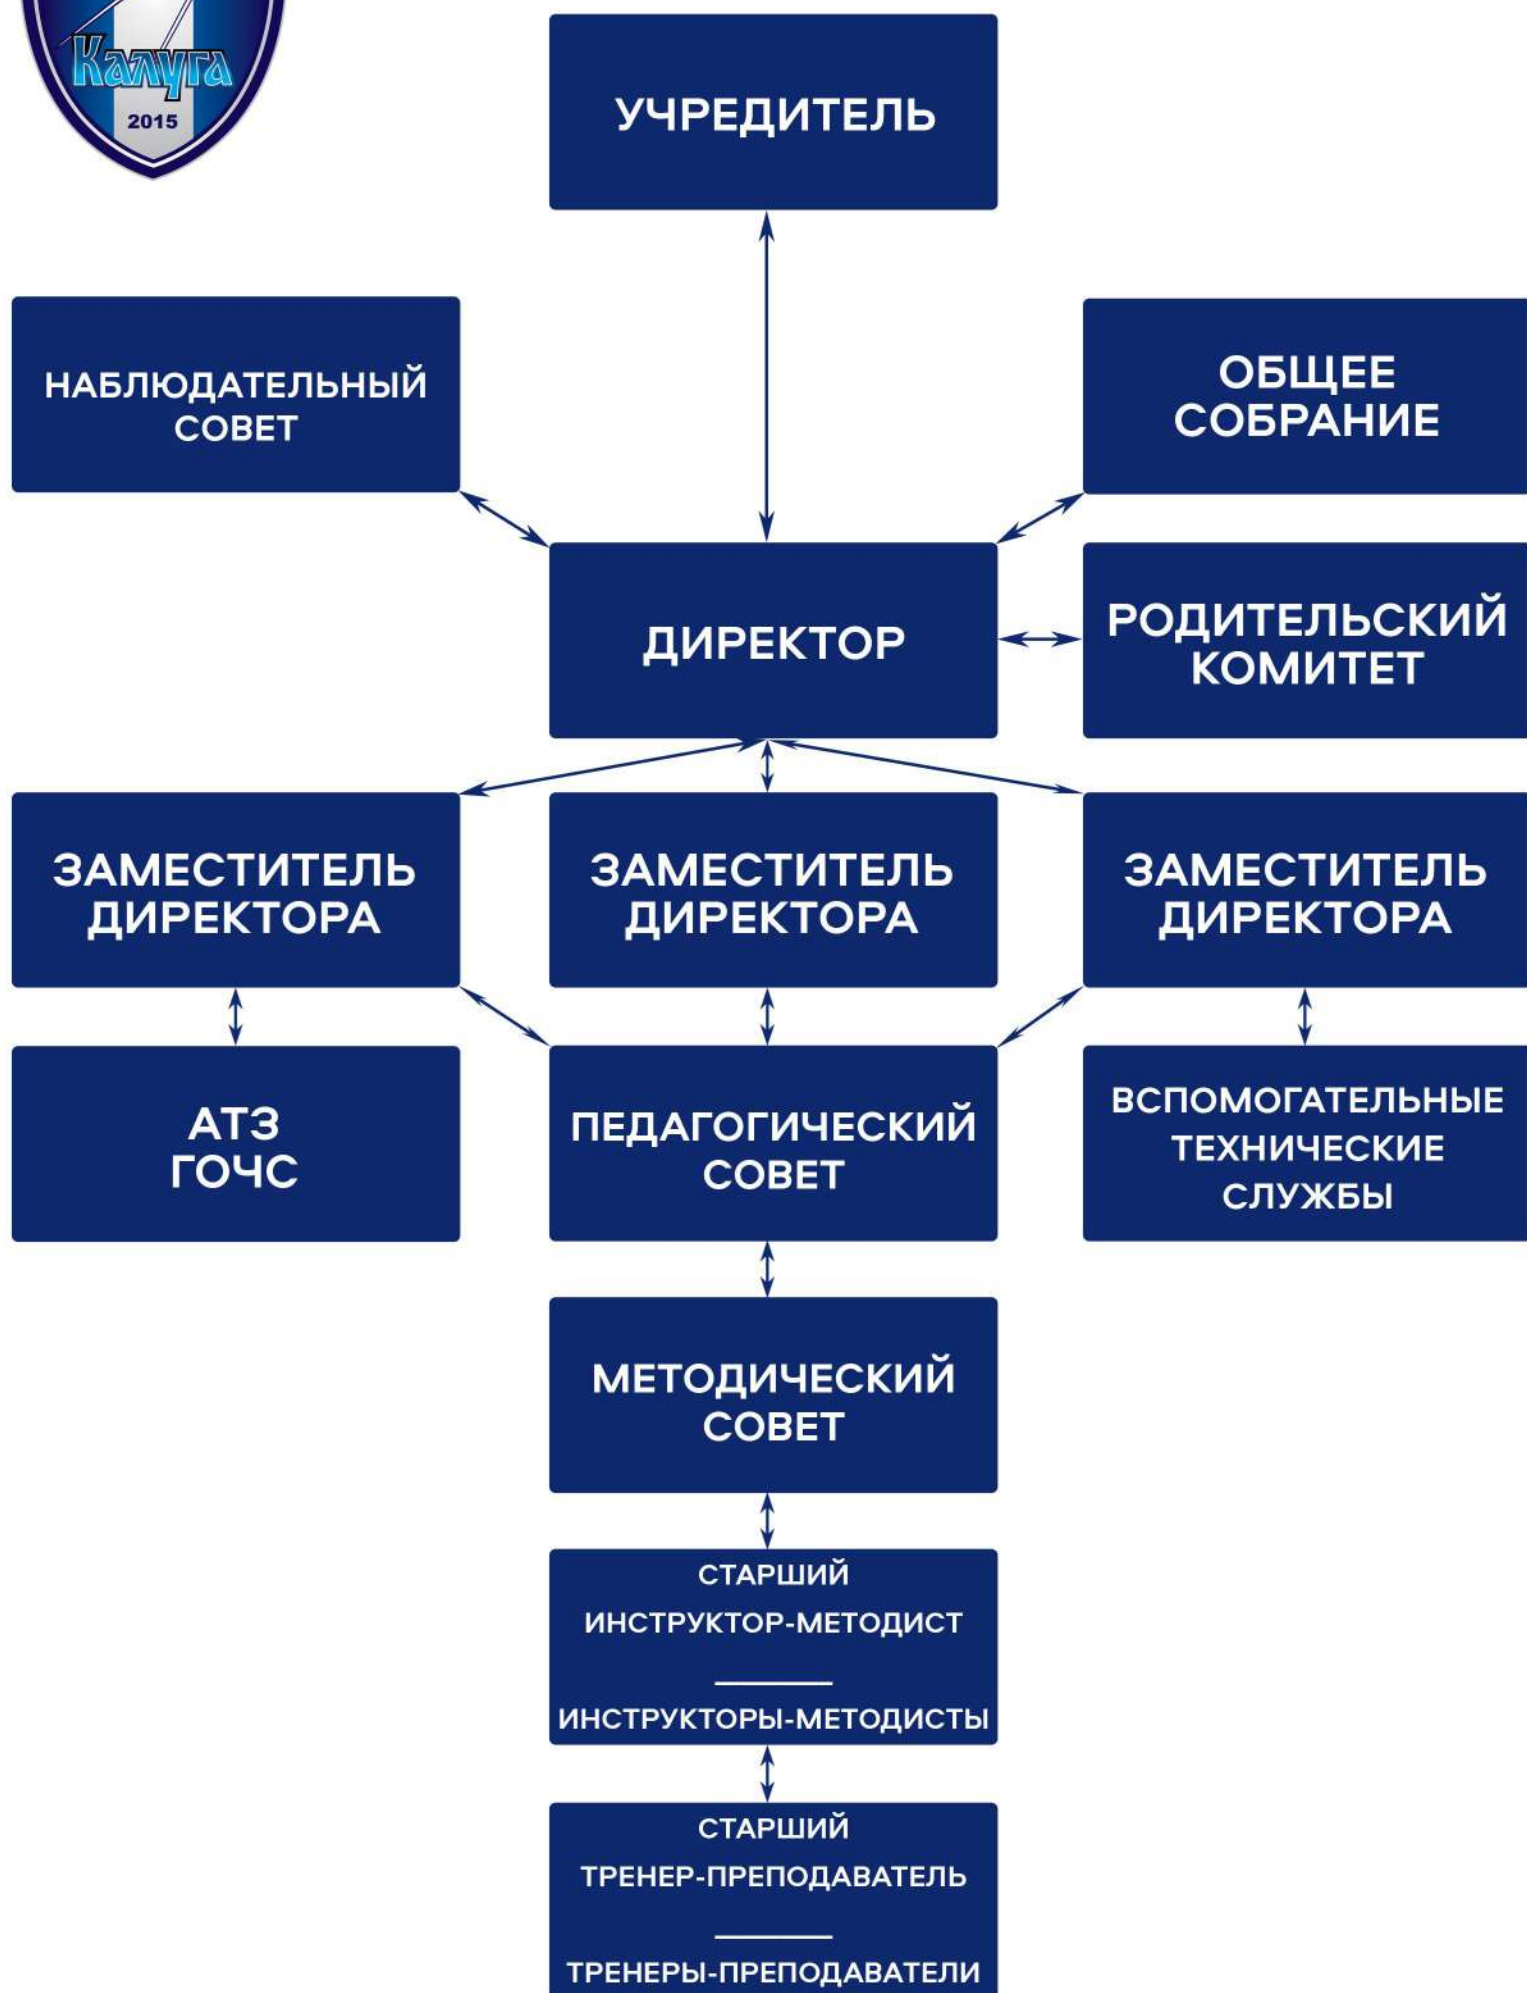 Калуга
2015
УЧРЕДИТЕЛЬ
НАБЛЮДАТЕЛЬНЫЙ
СОВЕТ
ОБЩЕЕ
СОБРАНИЕ
ДИРЕКТОР
РОДИТЕЛЬСКИЙ
КОМИТЕТ
ЗАМЕСТИТЕЛЬ
ДИРЕКТОРА
ЗАМЕСТИТЕЛЬ
ДИРЕКТОРА
ЗАМЕСТИТЕЛЬ
ДИРЕКТОРА
АТЗ
ГОЧС
ПЕДАГОГИЧЕСКИЙ
СОВЕТ
ВСПОМОГАТЕЛЬНЫЕ
ТЕХНИЧЕСКИЕ
СЛУЖБЫ
МЕТОДИЧЕСКИЙ
СОВЕТ
СТАРШИЙ
ИНСТРУКТОР-МЕТОДИСТ
ИНСТРУКТОРЫ-МЕТОДИСТЫ
СТАРШИЙ
ТРЕНЕР-ПРЕПОДАВАТЕЛЬ
ТРЕНЕРЫ-ПРЕПОДАВАТЕЛИ